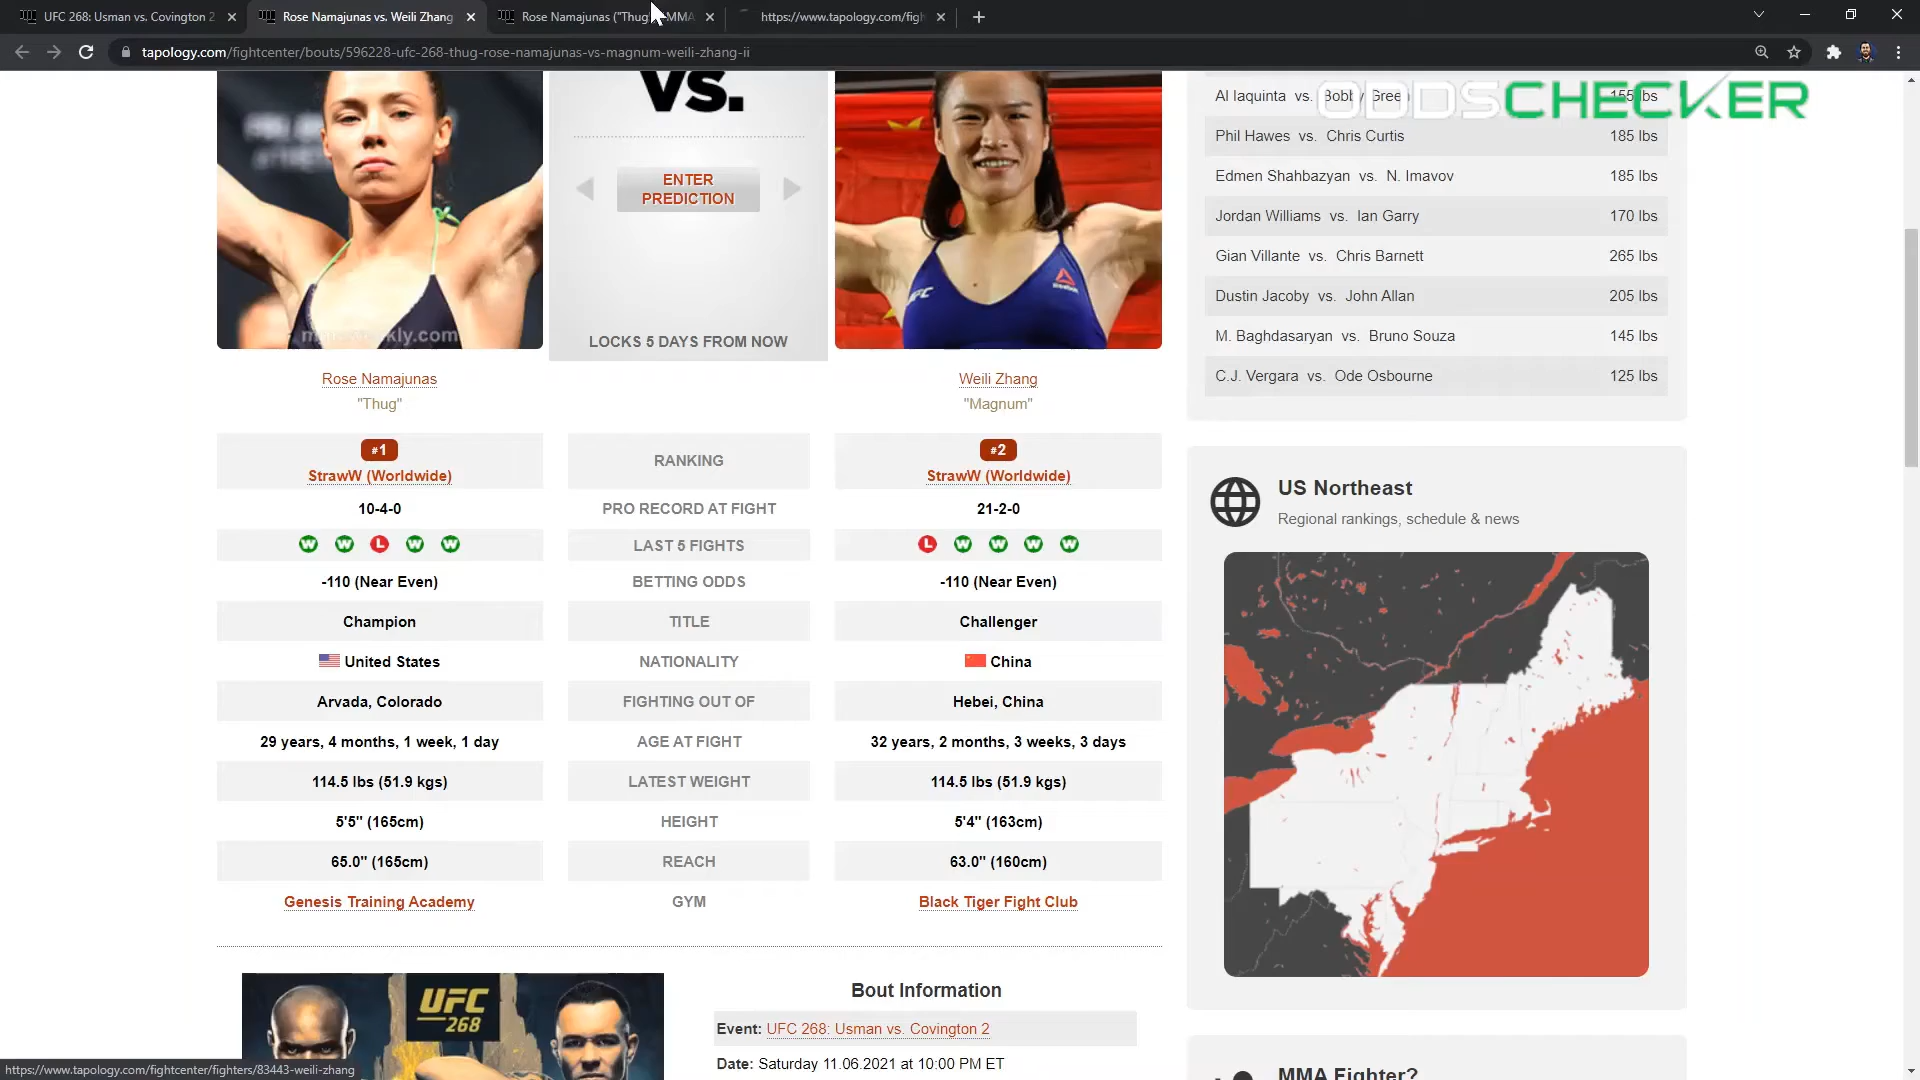 UFC 268: Usman vs. Covington 2
Rose Namajunas vs. Weili Zhang
Rose Namajunas ("Thug
MMA
https://www.tapology.com/figh
tapology.com/fightcenter/bouts/596228-ufc-268-thug-rose-namajunas-vs-magnum-weili-zhang-ii
ODDSCHECKER
VS.
ENTER
PREDICTION
LOCKS 5 DAYS FROM NOW
UFC
Reebok
Rose Namajunas
"Thug"
Weili Zhang
"Magnum"
#1
StrawW (Worldwide)
RANKING
#2
StrawW (Worldwide)
10-4-0 PRO RECORD AT FIGHT 21-2-0
W W L W W LAST 5 FIGHTS L W W W W
-110 (Near Even) BETTING ODDS -110 (Near Even)
Champion TITLE Challenger
United States NATIONALITY China
Arvada, Colorado FIGHTING OUT OF Hebei, China
29 years, 4 months, 1 week, 1 day AGE AT FIGHT 32 years, 2 months, 3 weeks, 3 days
114.5 lbs (51.9 kgs) LATEST WEIGHT 114.5 lbs (51.9 kgs)
5'5" (165cm) HEIGHT 5'4" (163cm)
65.0" (165cm) REACH 63.0" (160cm)
Genesis Training Academy GYM Black Tiger Fight Club
UFC
268
Bout Information
Event: UFC 268: Usman vs. Covington 2
Date: Saturday 11.06.2021 at 10:00 PM ET
Al Iaquinta vs. Bobby Green 155 lbs
Phil Hawes vs. Chris Curtis 185 lbs
Edmen Shahbazyan vs. N. Imavov 185 lbs
Jordan Williams vs. Ian Garry 170 lbs
Gian Villante vs. Chris Barnett 265 lbs
Dustin Jacoby vs. John Allan 205 lbs
M. Baghdasaryan vs. Bruno Souza 145 lbs
C.J. Vergara vs. Ode Osbourne 125 lbs
US Northeast
Regional rankings, schedule & news
MMA Fighter?
https://www.tapology.com/fightcenter/fighters/83443-weili-zhang